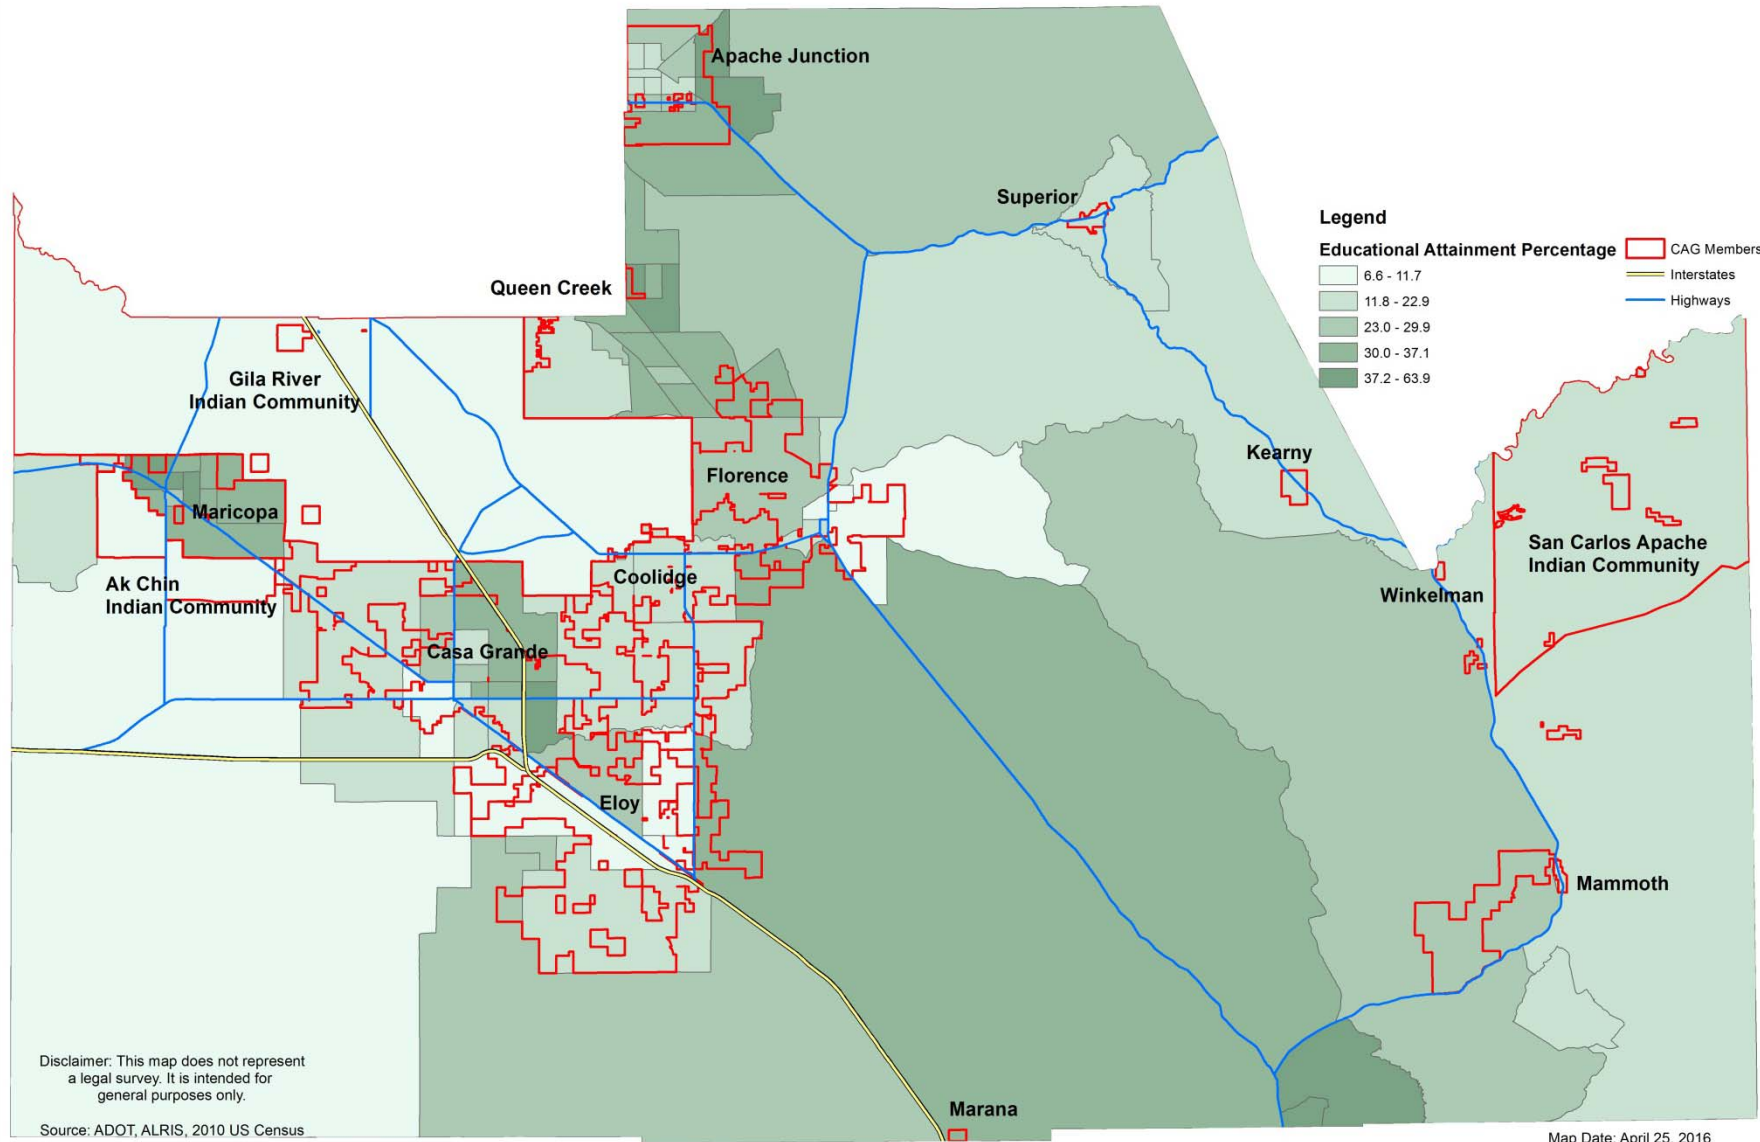 Apache Junction
Superior
Legend
Educational Attainment Percentage
6.6 - 11.7
11.8 - 22.9
23.0 - 29.9
30.0 - 37.1
37.2 - 63.9
CAG Members
Interstates
Highways
Queen Creek
Gila River
Indian Community
Kearny
Florence
Maricopa
San Carlos Apache
Indian Community
Coolidge
Ak Chin
Indian Community
Winkelman
Casa Grande
Eloy
Mammoth
Disclaimer: This map does not represent
a legal survey. It is intended for
general purposes only.
Marana
Source: ADOT, ALRIS, 2010 US Census
Map Date: April 25, 2016